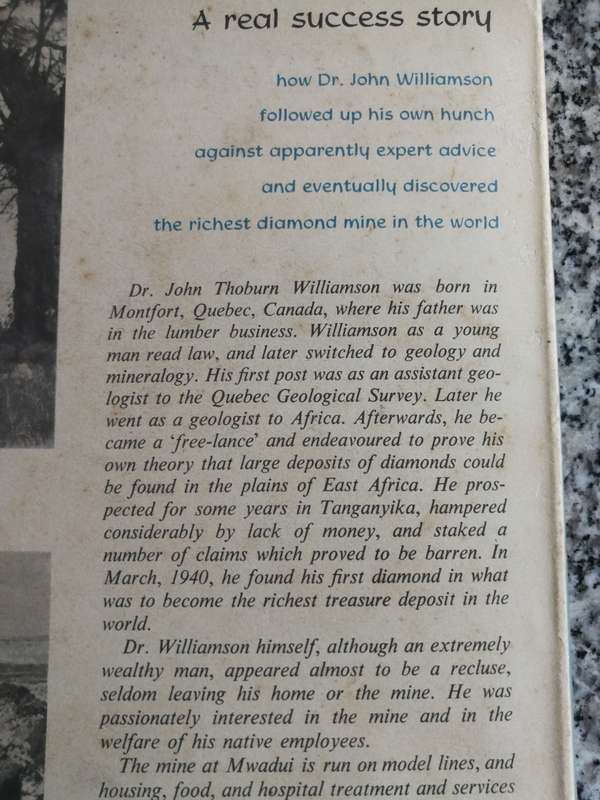 A real success story
how Dr. John Williamson
followed up his own hunch
against apparently expert advice
and eventually discovered
the richest diamond mine in the world
Dr. John Thoburn Williamson was born in
Montfort, Quebec, Canada, where his father was
in the lumber business. Williamson as a young
man read law, and later switched to geology and
mineralogy. His first post was as an assistant geo-
logist to the Quebec Geological Survey. Later he
went as a geologist to Africa. Afterwards, he be-
came a 'free-lance' and endeavoured to prove his
own theory that large deposits of diamonds could
be found in the plains of East Africa. He pros-
pected for some years in Tanganyika, hampered
considerably by lack of money, and staked a
number of claims which proved to be barren. In
March, 1940, he found his first diamond in what
was to become the richest treasure deposit in the
world.
Dr. Williamson himself, although an extremely
wealthy man, appeared almost to be a recluse,
seldom leaving his home or the mine. He was
passionately interested in the mine and in the
welfare of his native employees.
The mine at Mwadui is run on model lines, and
housing, food, and hospital treatment and services